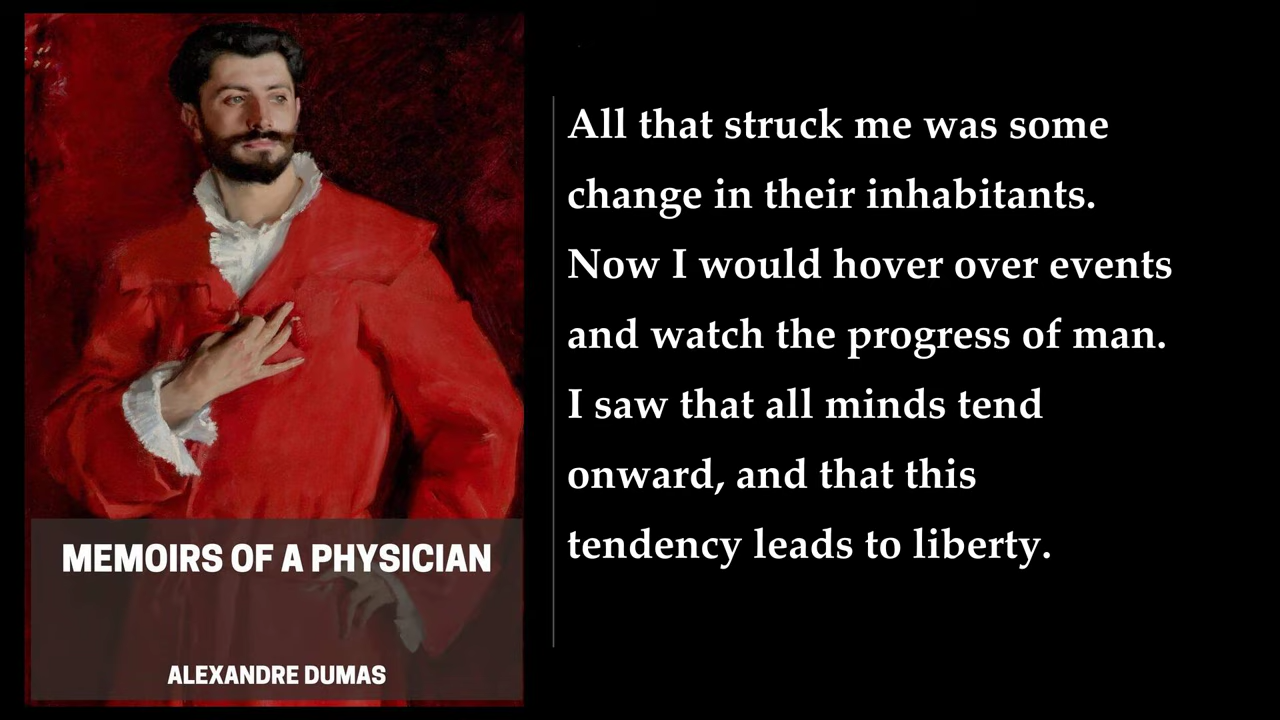 MEMOIRS OF A PHYSICIAN
ALEXANDRE DUMAS
All that struck me was some
change in their inhabitants.
Now I would hover over events
and watch the progress of man.
I saw that all minds tend
onward, and that this
tendency leads to liberty.